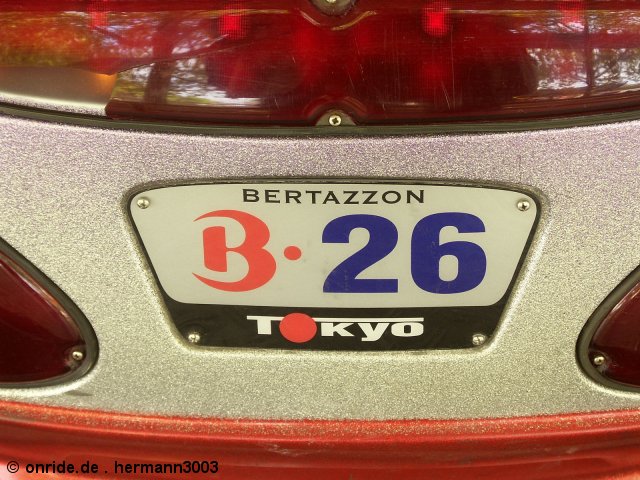 BERTAZZON
B·26
TOKYO
© onride.de . hermann3003